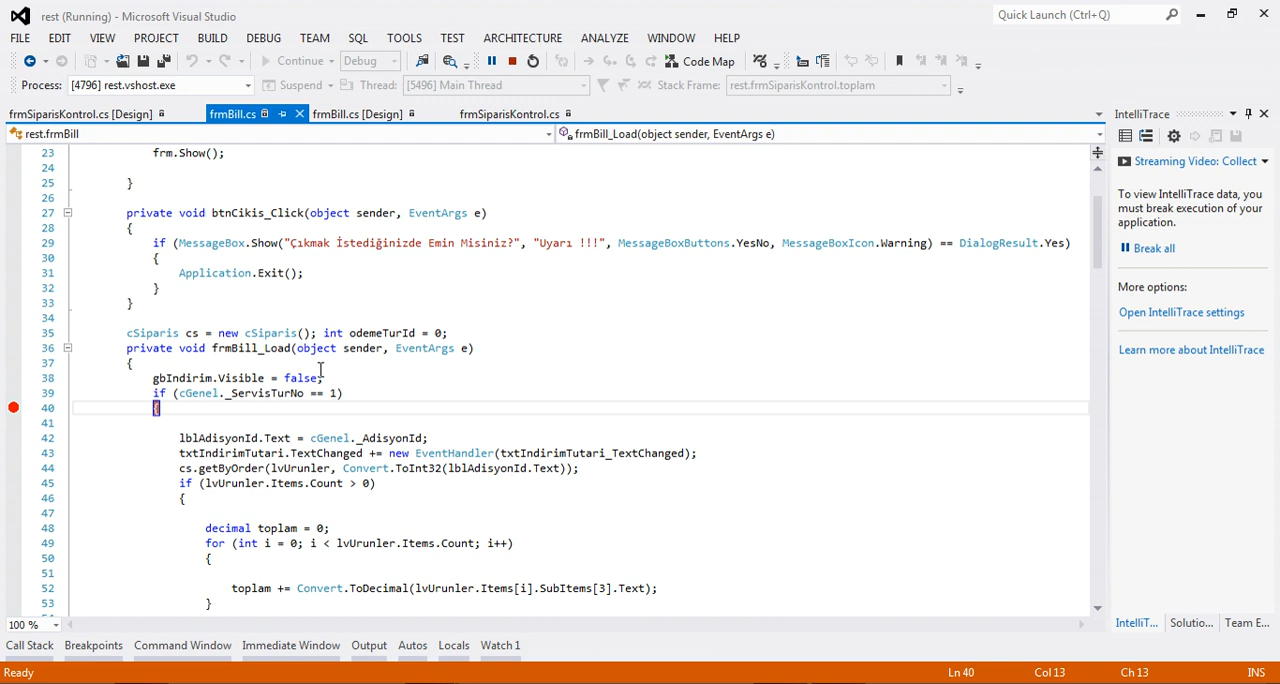 rest (Running) - Microsoft Visual Studio
Quick Launch (Ctrl+Q)
FILE EDIT VIEW PROJECT BUILD DEBUG TEAM SQL TOOLS TEST ARCHITECTURE ANALYZE WINDOW HELP
Continue Debug Code Map
Process: [4796] rest.vshost.exe Suspend Thread: [5496] Main Thread Stack Frame: rest.frmSiparisKontrol.toplam
frmSiparisKontrol.cs [Design] frmBill.cs frmBill.cs [Design] frmSiparisKontrol.cs
rest.frmBill frmBill_Load(object sender, EventArgs e)
23 frm.Show();
24
25 }
26
27 private void btnCikis_Click(object sender, EventArgs e)
28 {
29 if (MessageBox.Show("Çıkmak İstediğinizde Emin Misiniz?", "Uyarı !!!", MessageBoxButtons.YesNo, MessageBoxIcon.Warning) == DialogResult.Yes)
30 {
31 Application.Exit();
32 }
33 }
34
35 cSiparis cs = new cSiparis(); int odemeTurId = 0;
36 private void frmBill_Load(object sender, EventArgs e)
37 {
38 gbIndirim.Visible = false;
39 if (cGenel._ServisTurNo == 1)
40 {
41
42 lblAdisyonId.Text = cGenel._AdisyonId;
43 txtIndirimTutari.TextChanged += new EventHandler(txtIndirimTutari_TextChanged);
44 cs.getByOrder(lvUrunler, Convert.ToInt32(lblAdisyonId.Text));
45 if (lvUrunler.Items.Count > 0)
46 {
47
48 decimal toplam = 0;
49 for (int i = 0; i < lvUrunler.Items.Count; i++)
50 {
51
52 toplam += Convert.ToDecimal(lvUrunler.Items[i].SubItems[3].Text);
53 }
100 %
IntelliTrace
Streaming Video: Collect
To view IntelliTrace data, you
must break execution of your
application.
Break all
More options:
Open IntelliTrace settings
Learn more about IntelliTrace
IntelliT... Solutio... Team E...
Call Stack Breakpoints Command Window Immediate Window Output Autos Locals Watch 1
Ready Ln 40 Col 13 Ch 13 INS